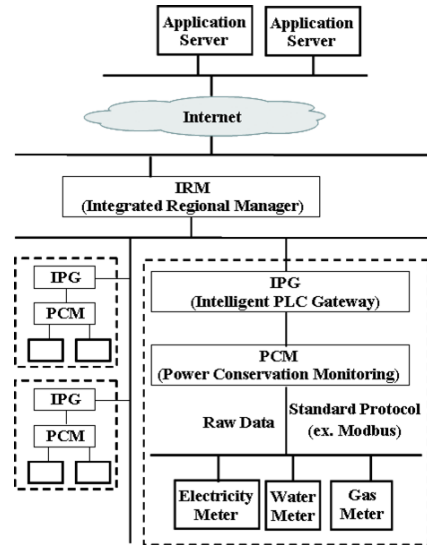 Application
Server
Application
Server
Internet
IRM
(Integrated Regional Manager)
IPG
PCM
IPG
PCM
IPG
(Intelligent PLC Gateway)
PCM
(Power Conservation Monitoring)
Raw Data
Standard Protocol
(ex. Modbus)
Electricity
Meter
Water
Meter
Gas
Meter